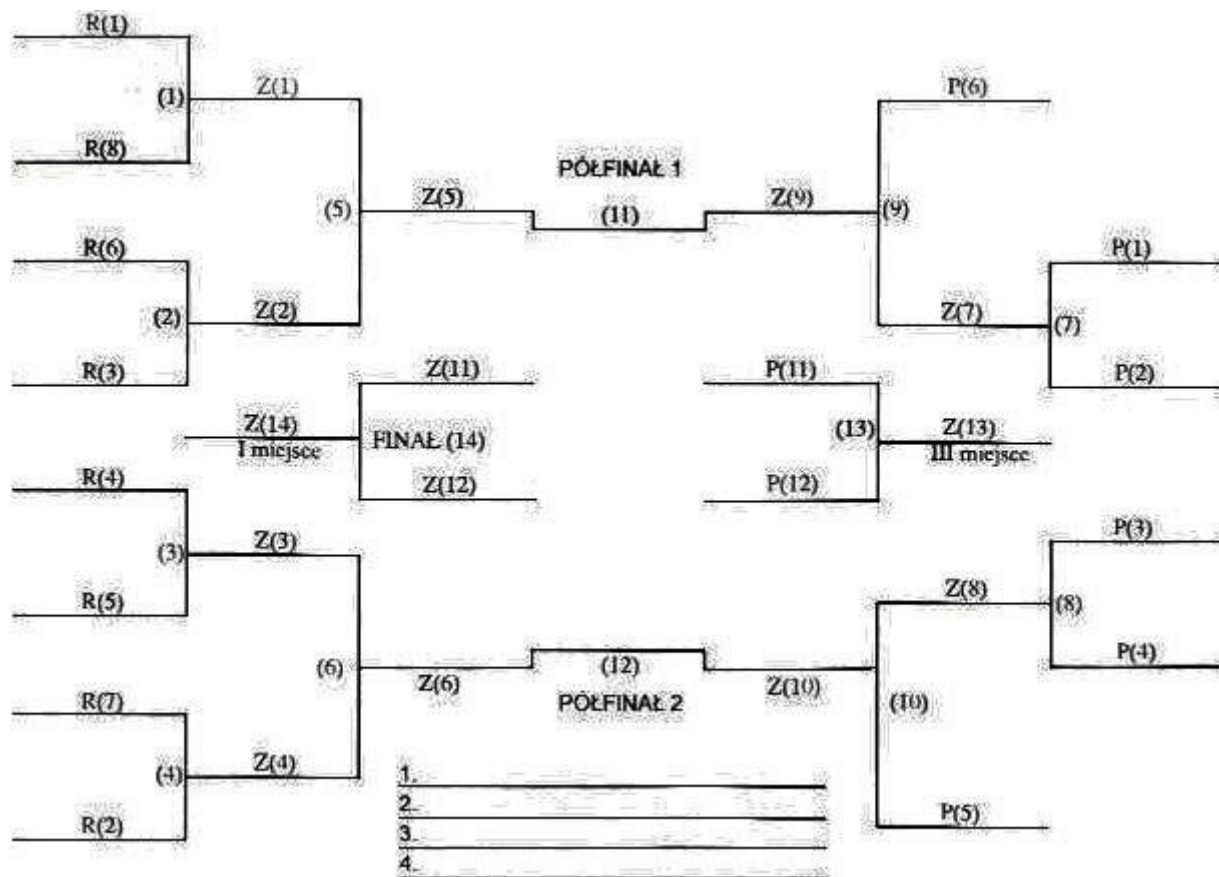 R(1)
(1)
Z(1)
R(8)
P(6)
PÓŁFINAŁ 1
(5)
Z(5)
(11)
Z(9)
(9)
R(6)
(2)
Z(2)
R(3)
P(1)
Z(7)
(7)
P(2)
Z(11)
Z(14)
I miejsce
FINAŁ (14)
Z(12)
P(11)
(13)
Z(13)
III miejsce
P(12)
R(4)
(3)
Z(3)
R(5)
P(3)
Z(8)
(8)
P(4)
(6)
Z(6)
(12)
Z(10)
PÓŁFINAŁ 2
(10)
R(7)
(4)
Z(4)
R(2)
P(5)
1.
2.
3.
4.